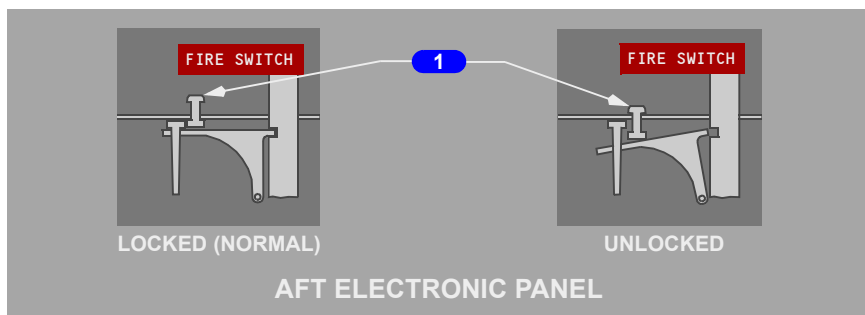 FIRE SWITCH
1
FIRE SWITCH
LOCKED (NORMAL)
UNLOCKED
AFT ELECTRONIC PANEL